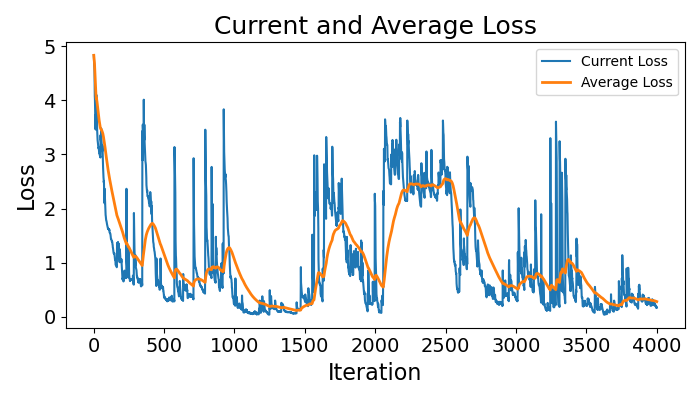 Current and Average Loss
5
4
3
2
1
0
Loss
Current Loss
Average Loss
0 500 1000 1500 2000 2500 3000 3500 4000
Iteration